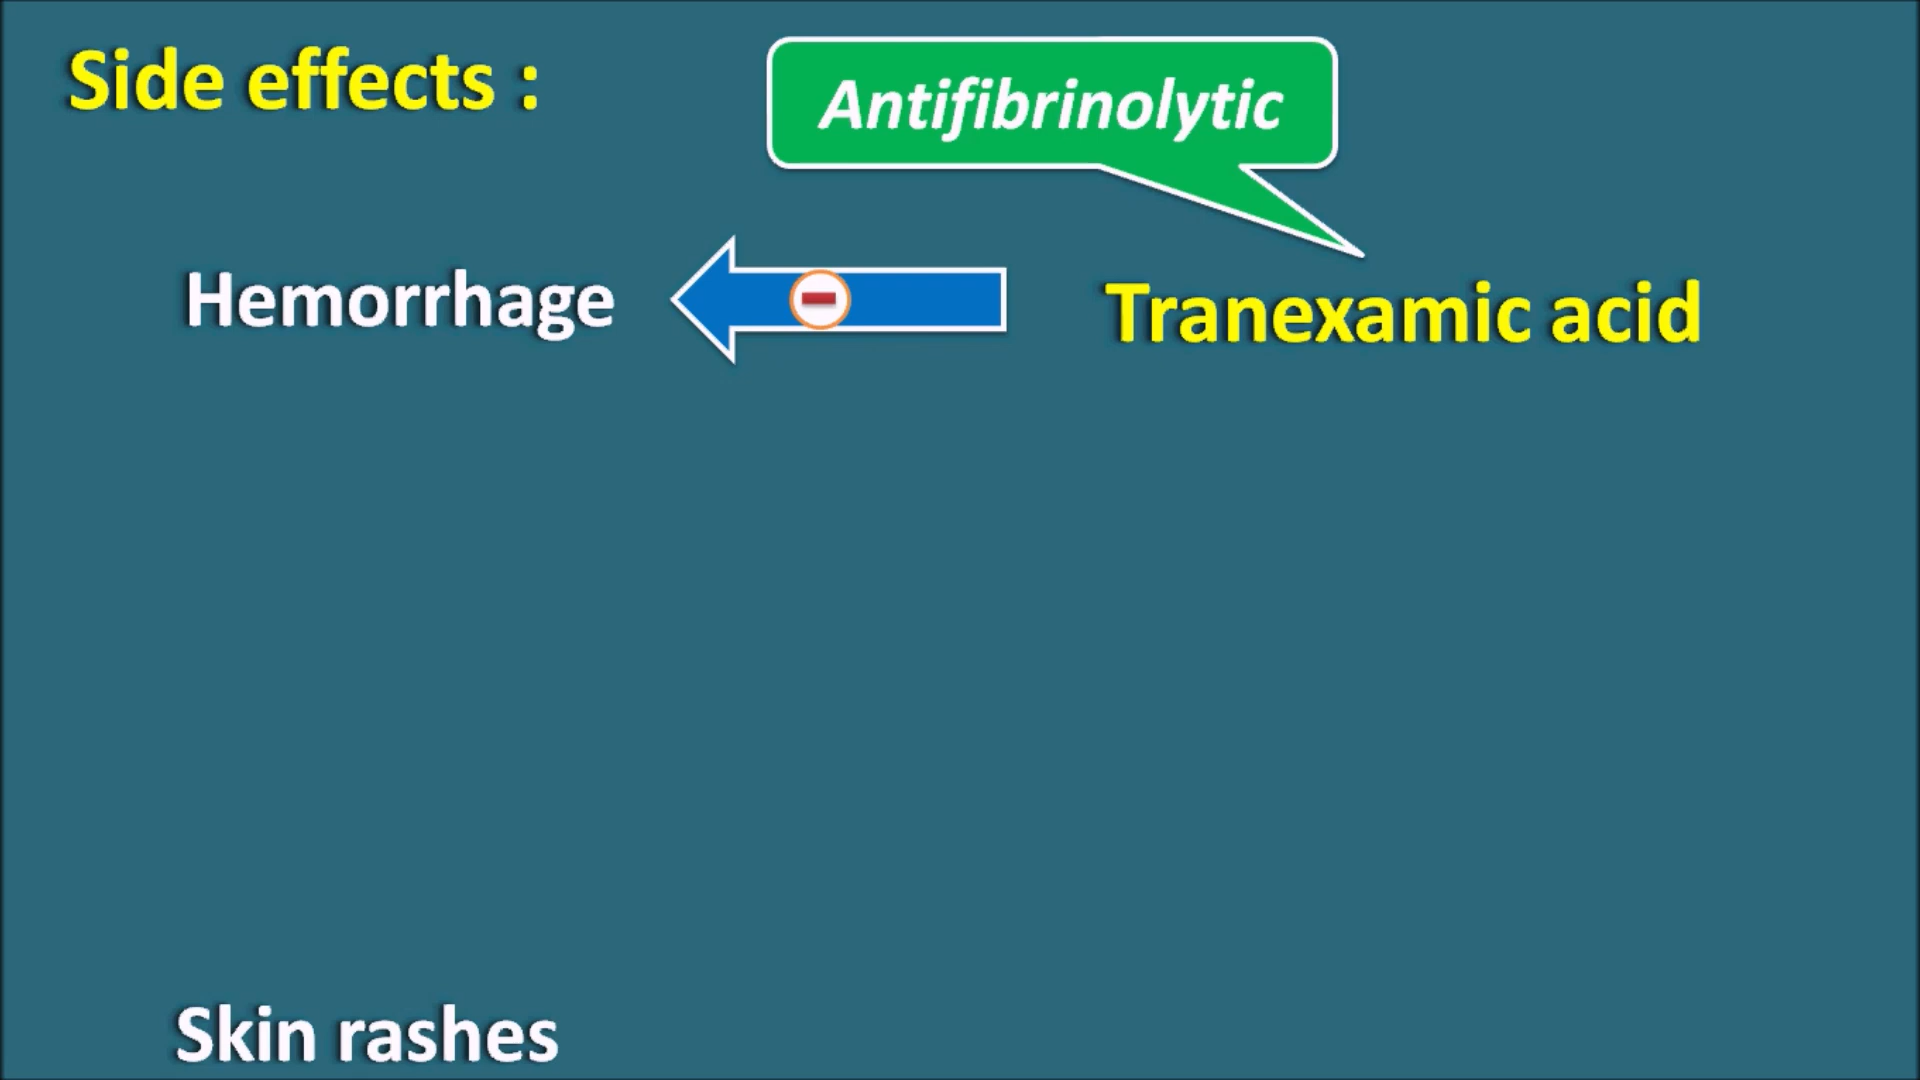 Side effects :
Antifibrinolytic
Hemorrhage
Tranexamic acid
Skin rashes